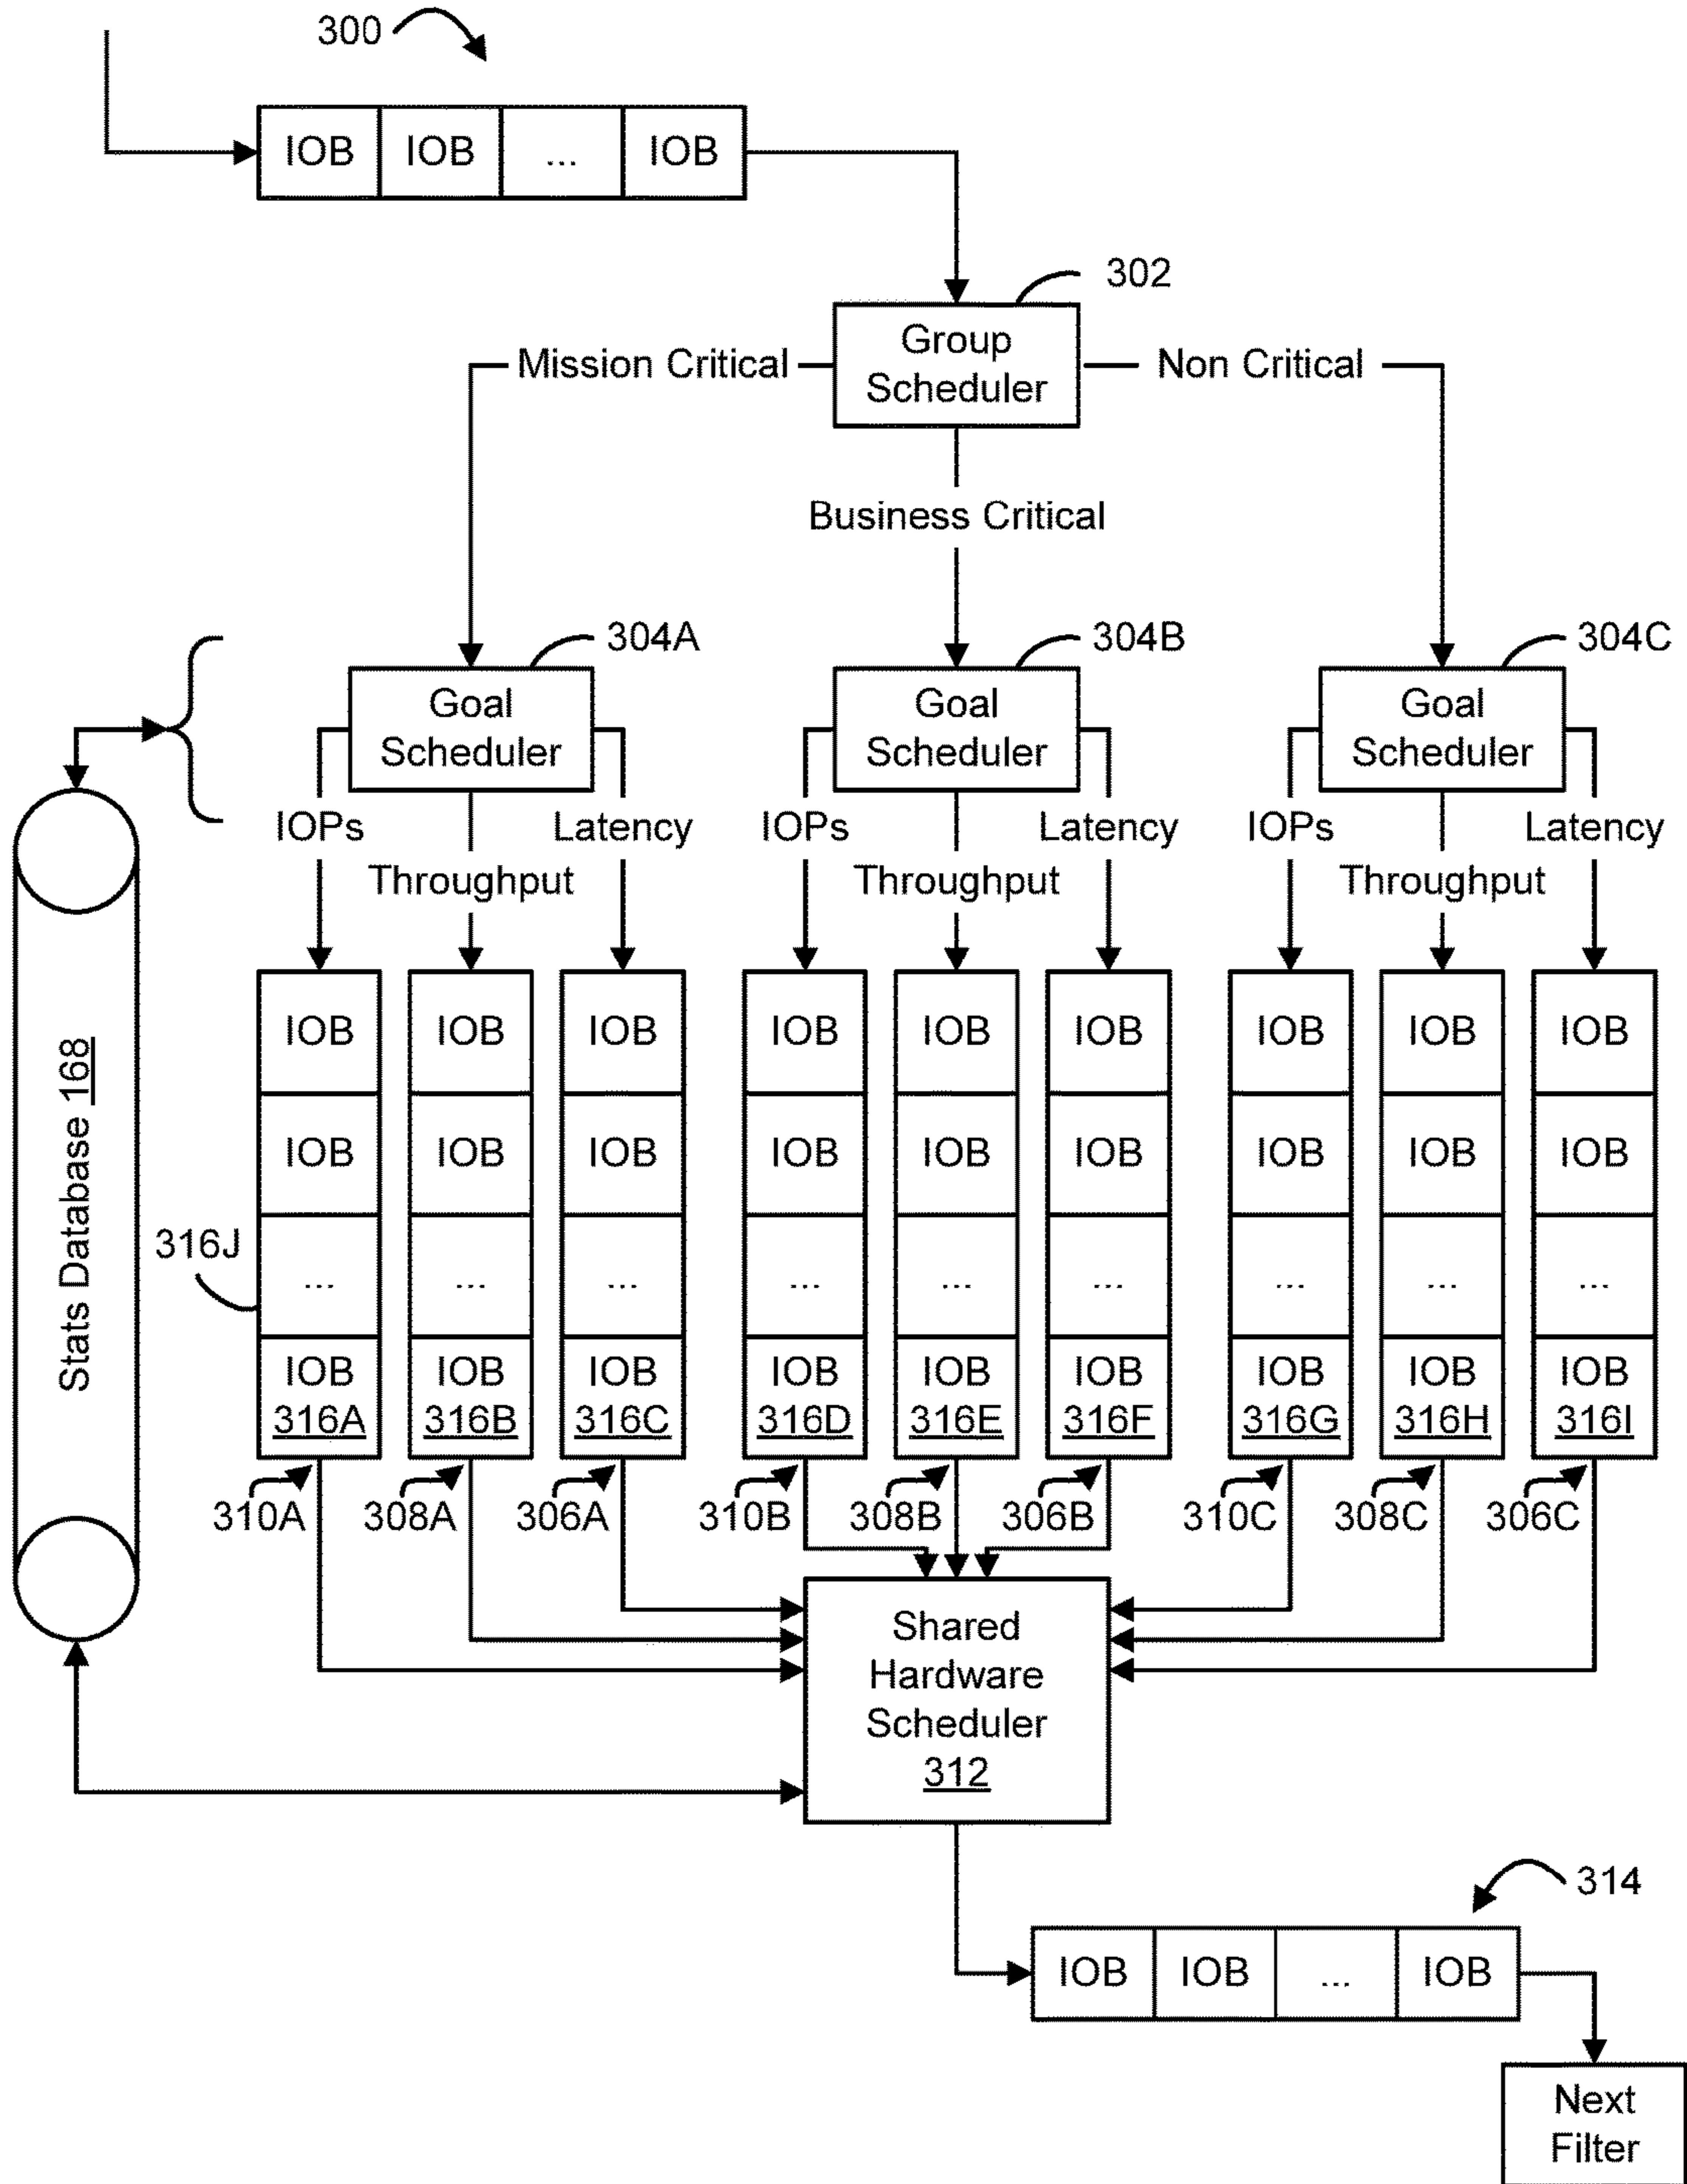 300
IOB IOB ... IOB
302
Group
Scheduler
Mission Critical
Non Critical
Business Critical
304A
304B
304C
Goal
Scheduler
Goal
Scheduler
Goal
Scheduler
IOPs
Latency
IOPs
Latency
IOPs
Latency
Throughput
Throughput
Throughput
Stats Database 168
IOB IOB IOB IOB IOB IOB IOB IOB IOB
IOB IOB IOB IOB IOB IOB IOB IOB IOB
316J
... ... ... ... ... ... ... ... ...
IOB IOB IOB IOB IOB IOB IOB IOB IOB
316A 316B 316C 316D 316E 316F 316G 316H 316I
310A 308A 306A 310B 308B 306B 310C 308C 306C
Shared
Hardware
Scheduler
312
314
IOB IOB ... IOB
Next
Filter